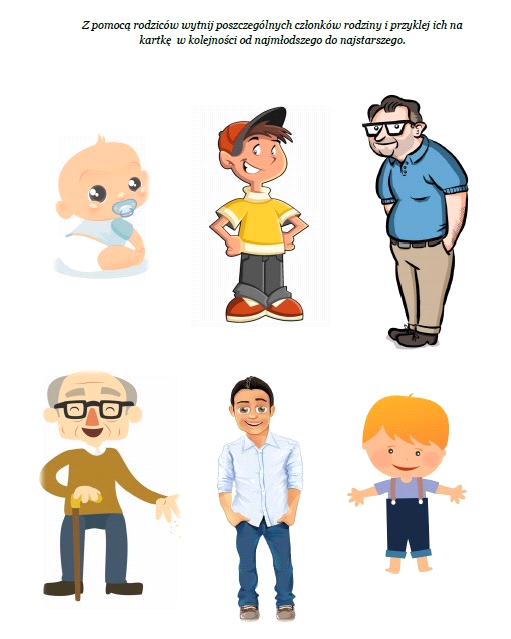 Z pomocą rodziców wytnij poszczególnych członków rodziny i przyklej ich na
kartkę w kolejności od najmłodszego do najstarszego.